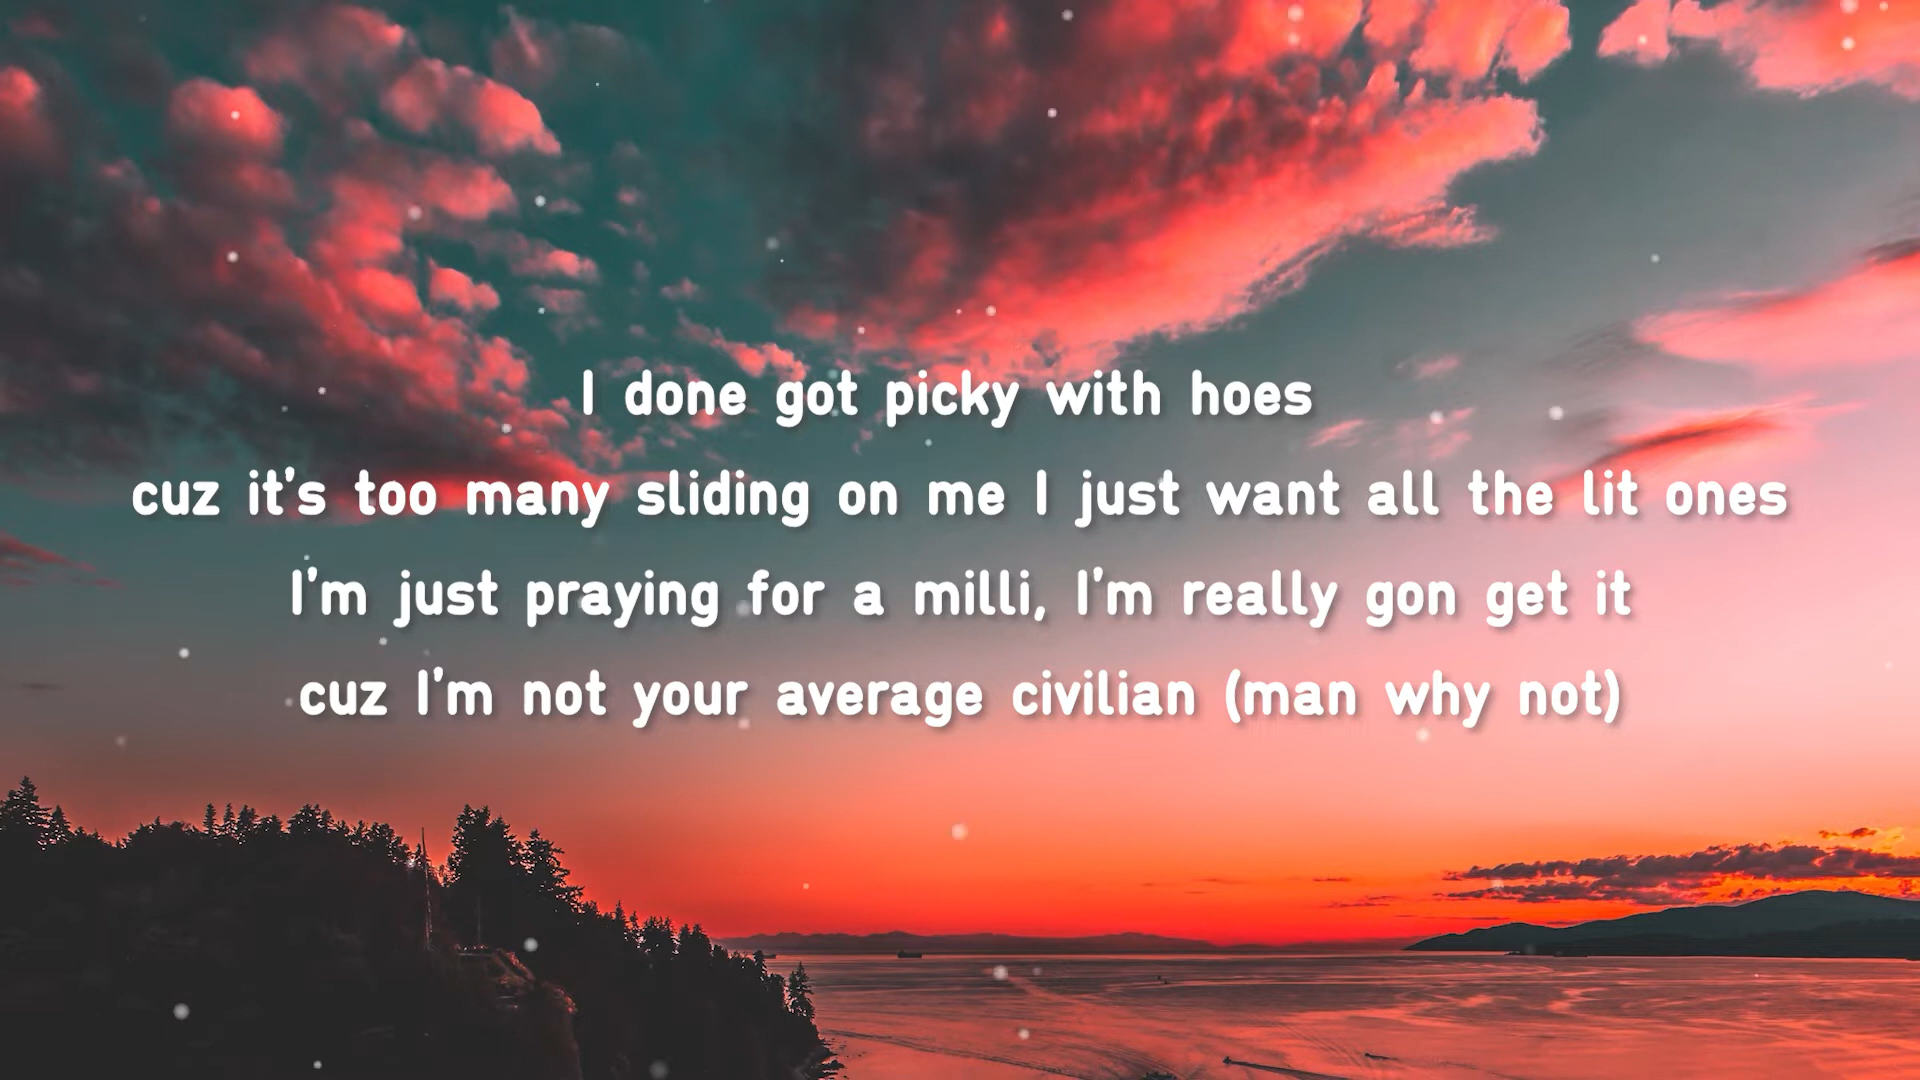 I done got picky with hoes
cuz it's too many sliding on me I just want all the lit ones
I'm just praying for a milli, I'm really gon get it
cuz I'm not your average civilian (man why not)